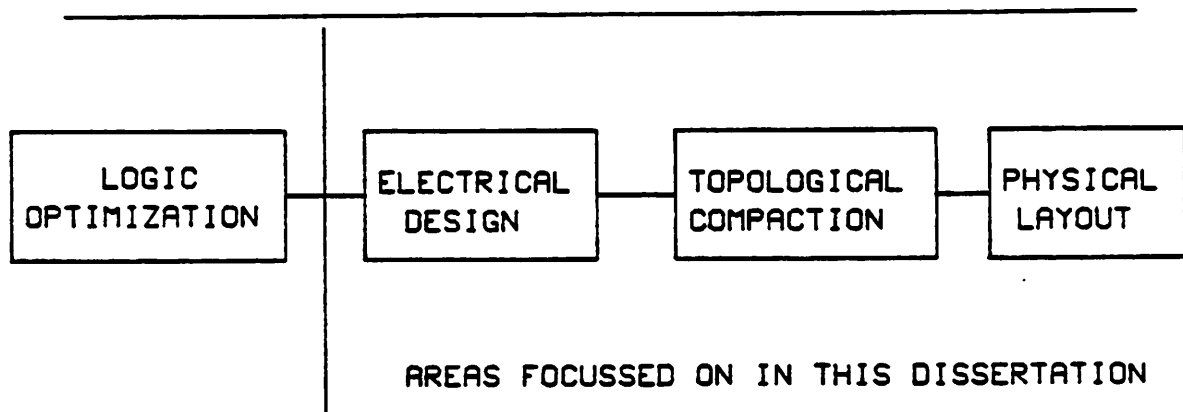 LOGIC
OPTIMIZATION
ELECTRICAL
DESIGN
TOPOLOGICAL
COMPACTION
PHYSICAL
LAYOUT
AREAS FOCUSSED ON IN THIS DISSERTATION